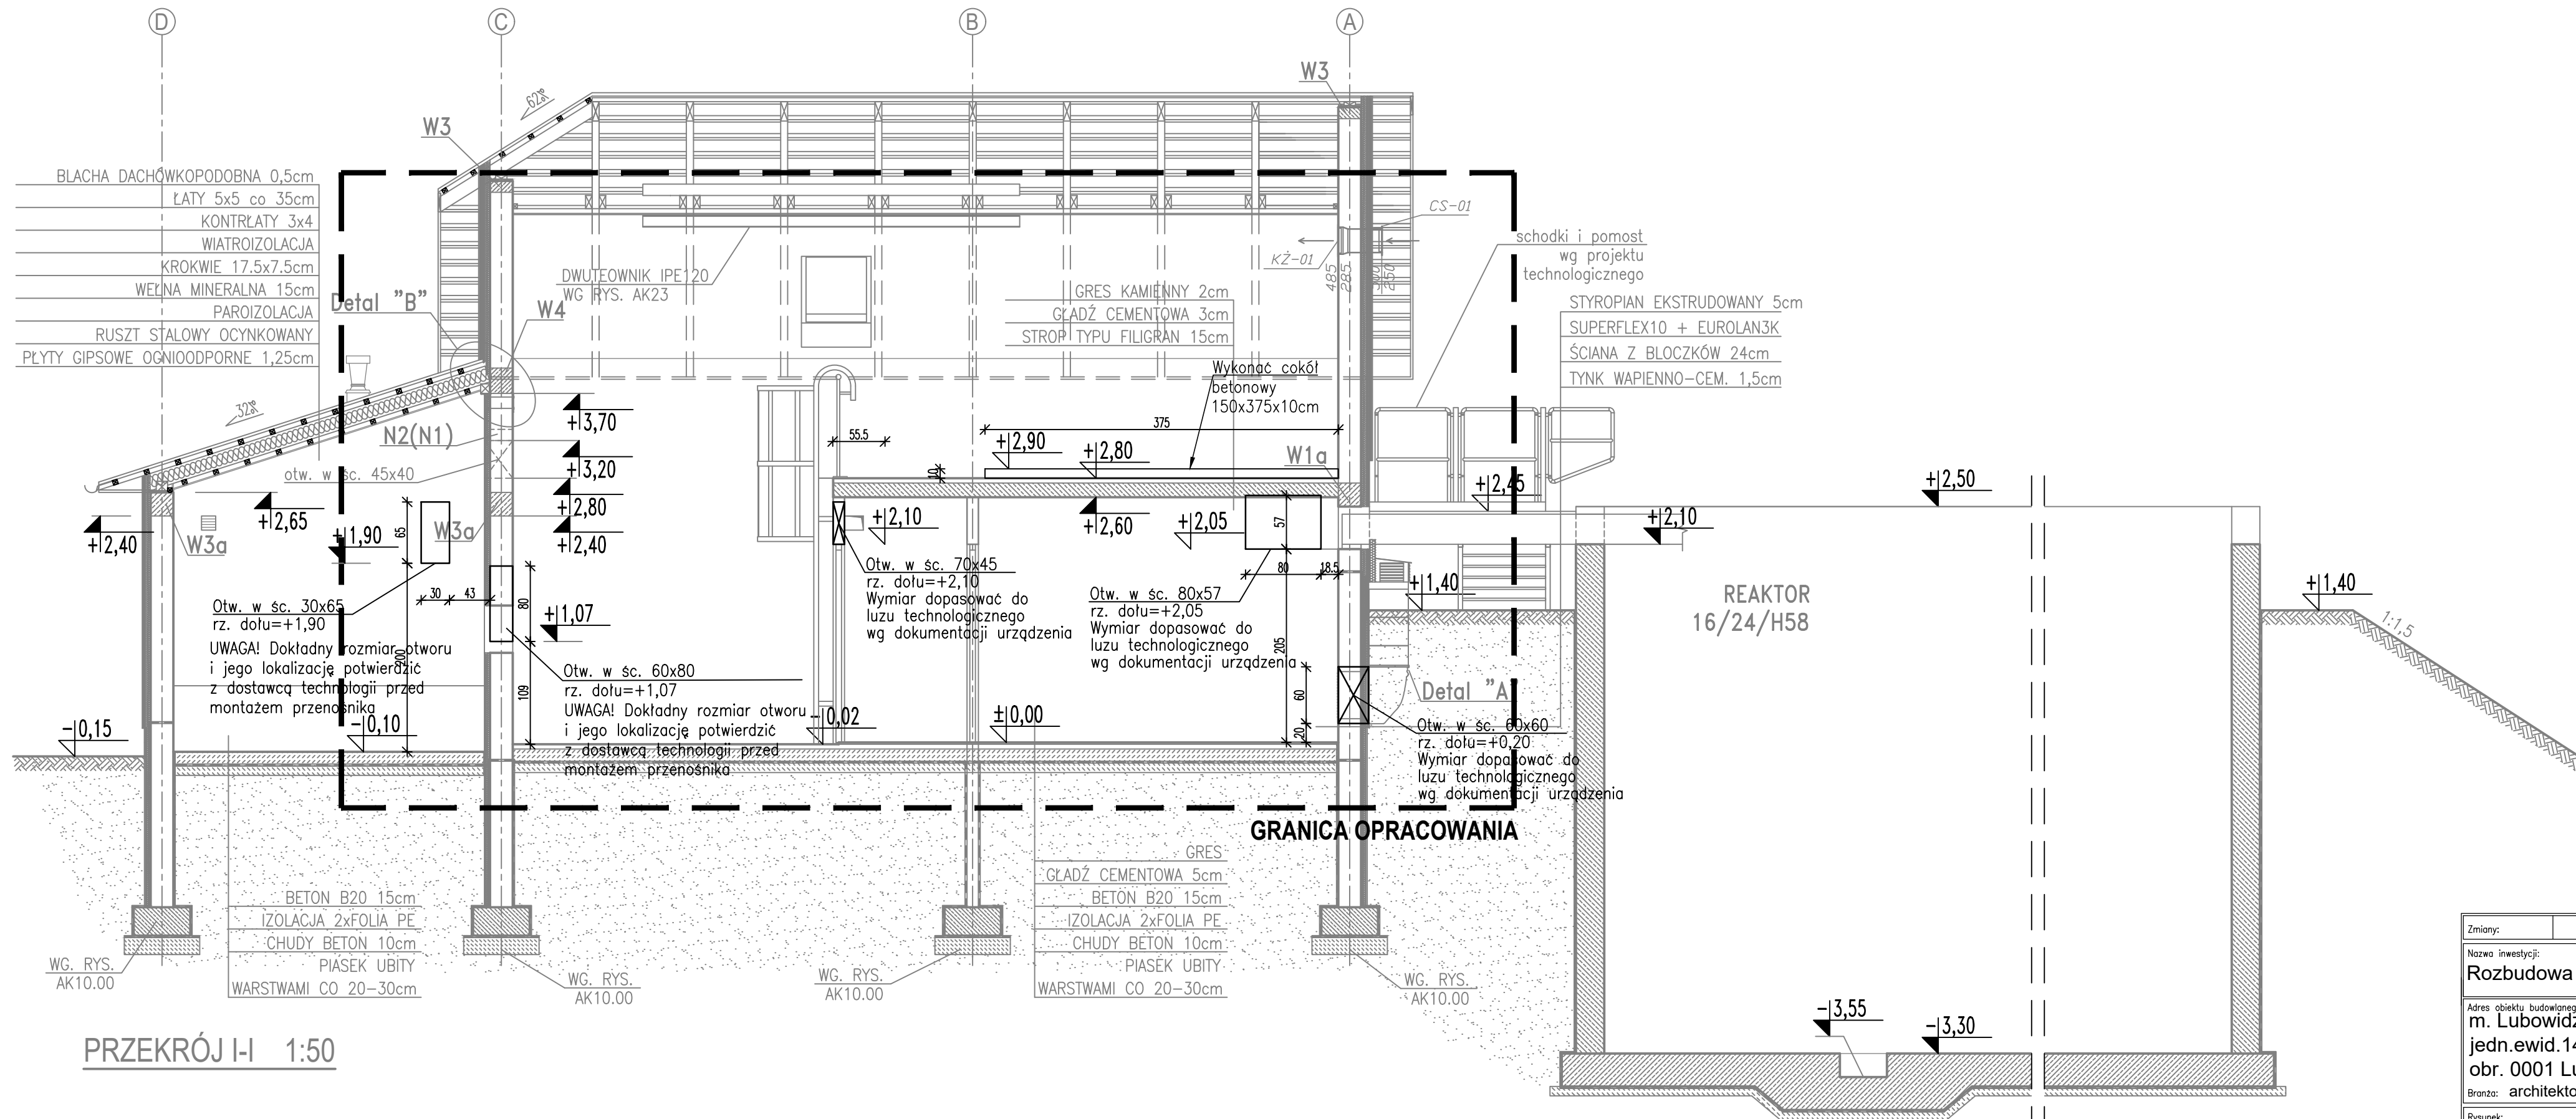 D
C
B
A
W3
W3
62%
BLACHA DACHÓWKOPODOBNA 0,5cm
ŁATY 5x5 co 35cm
KONTRŁATY 3x4
WIATROIZOLACJA
KROKWIE 17.5x7.5cm
WEŁNA MINERALNA 15cm
PAROIZOLACJA
RUSZT STALOWY OCYNKOWANY
PŁYTY GIPSOWE OGNIOODPORNE 1,25cm
Detal "B"
W4
32%
N2(N1)
otw. w śc. 45x40
DWUTEOWNIK IPE120
WG RYS. AK23
GRES KAMIENNY 2cm
GŁADŹ CEMENTOWA 3cm
STROP TYPU FILIGRAN 15cm
Wykonać cokół
betonowy
150x375x10cm
CS-01
KŻ-01
485
285
250
schodki i pomost
wg projektu
technologicznego
STYROPIAN EKSTRUDOWANY 5cm
SUPERFLEX10 + EUROLAN3K
ŚCIANA Z BLOCZKÓW 24cm
TYNK WAPIENNO-CEM. 1,5cm
+3,70
+3,20
+2,80
+2,40
55.5
375
10
+2,90
+2,80
W1a
+2,45
+2,50
+2,65
+2,40
W3a
+1,90
65
W3a
+2,10
+2,60
+2,05
57
+2,10
30
43
80
80
18.5
+1,40
+1,40
1:1,5
REAKTOR
16/24/H58
Otw. w śc. 30x65
rz. dołu=+1,90
UWAGA! Dokładny rozmiar otworu
i jego lokalizację potwierdzić
z dostawcą technologii przed
montażem przenośnika
200
+1,07
109
Otw. w śc. 60x80
rz. dołu=+1,07
UWAGA! Dokładny rozmiar otworu
i jego lokalizację potwierdzić
z dostawcą technologii przed
montażem przenośnika
Otw. w śc. 70x45
rz. dołu=+2,10
Wymiar dopasować do
luzu technologicznego
wg dokumentacji urządzenia
Otw. w śc. 80x57
rz. dołu=+2,05
Wymiar dopasować do
luzu technologicznego
wg dokumentacji urządzenia
205
60
20
Detal "A"
Otw. w śc. 60x60
rz. dołu=+0,20
Wymiar dopasować do
luzu technologicznego
wg dokumentacji urządzenia
-0,15
-0,10
-0,02
±0,00
GRANICA OPRACOWANIA
BETON B20 15cm
IZOLACJA 2xFOLIA PE
CHUDY BETON 10cm
PIASEK UBITY
WARSTWAMI CO 20-30cm
GRES
GŁADŹ CEMENTOWA 5cm
BETON B20 15cm
IZOLACJA 2xFOLIA PE
CHUDY BETON 10cm
PIASEK UBITY
WARSTWAMI CO 20-30cm
WG. RYS.
AK10.00
WG. RYS.
AK10.00
WG. RYS.
AK10.00
WG. RYS.
AK10.00
-3,55
-3,30
PRZEKRÓJ I-I 1:50
Zmiany:
Nazwa inwestycji:
Rozbudowa
Adres obiektu budowlaneg
m. Lubowidz
jedn.ewid.14
obr. 0001 Lu
Branża: architekto
Rysunek: